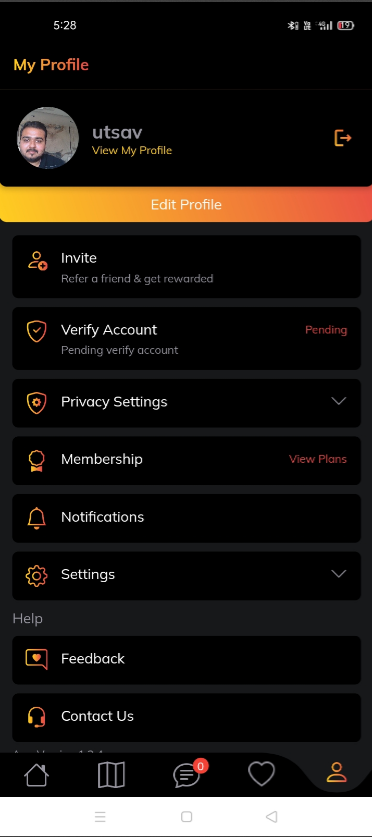 5:28
19
My Profile
utsav
View My Profile
Edit Profile
Invite
Refer a friend & get rewarded
Verify Account
Pending
Pending verify account
Privacy Settings
Membership
View Plans
Notifications
Settings
Help
Feedback
Contact Us
0